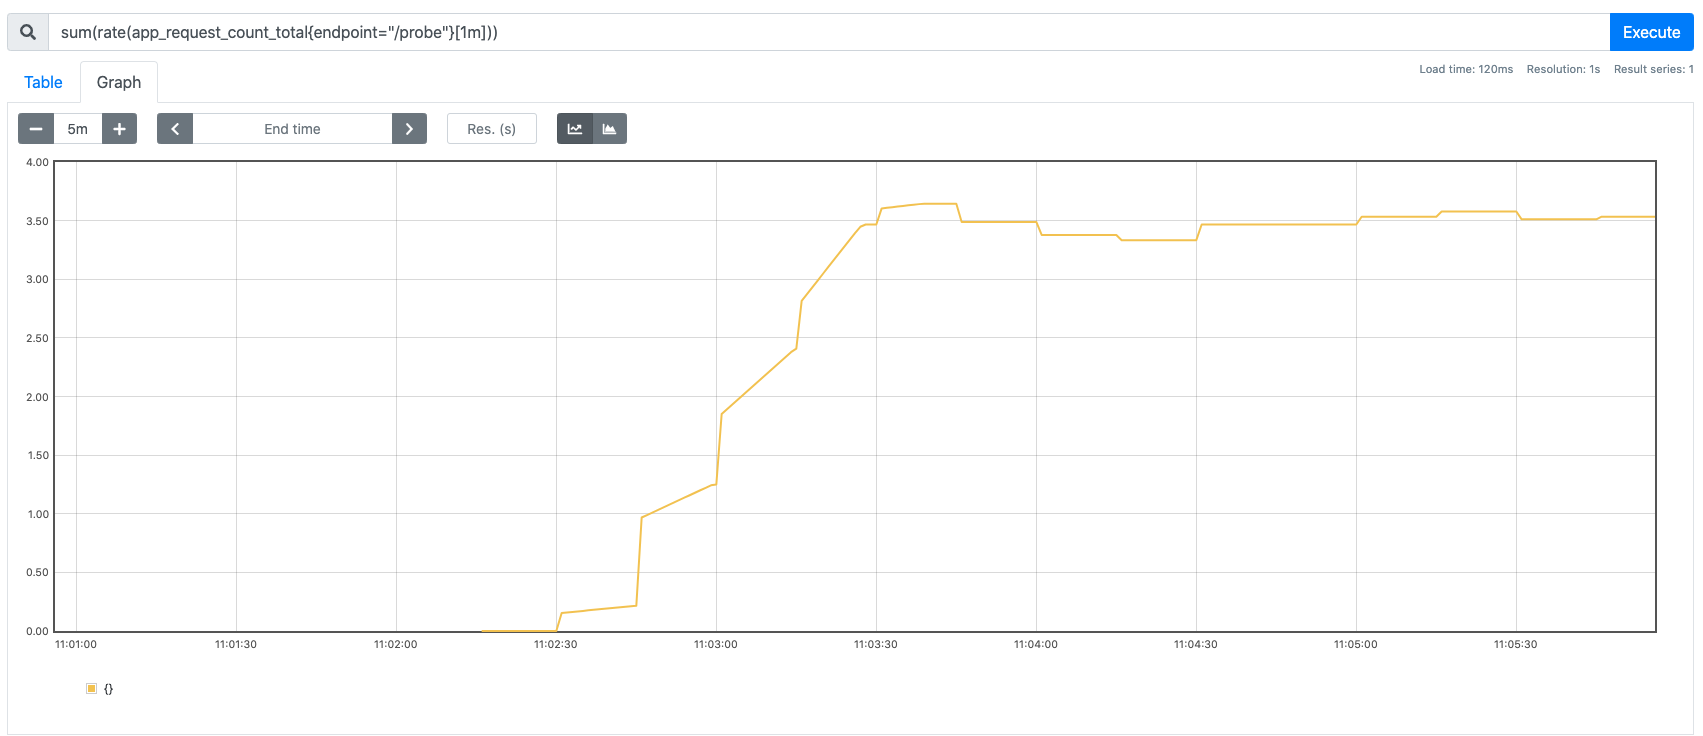 sum(rate(app_request_count_total{endpoint="/probe"}[1m]))
Execute
Table
Graph
Load time: 120ms Resolution: 1s Result series: 1
5m
End time
Res. (s)
4.00
3.50
3.00
2.50
2.00
1.50
1.00
0.50
0.00
11:01:00 11:01:30 11:02:00 11:02:30 11:03:00 11:03:30 11:04:00 11:04:30 11:05:00 11:05:30
{}